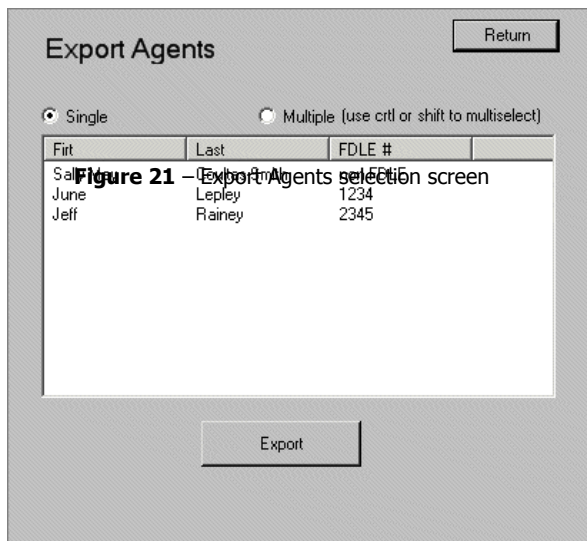 Export Agents
Return
Single
Multiple (use crtl or shift to multiselect)
Firt Last FDLE #
Figure 21 – Export Agents selection screen
June Lepley 1234
Jeff Rainey 2345
Export